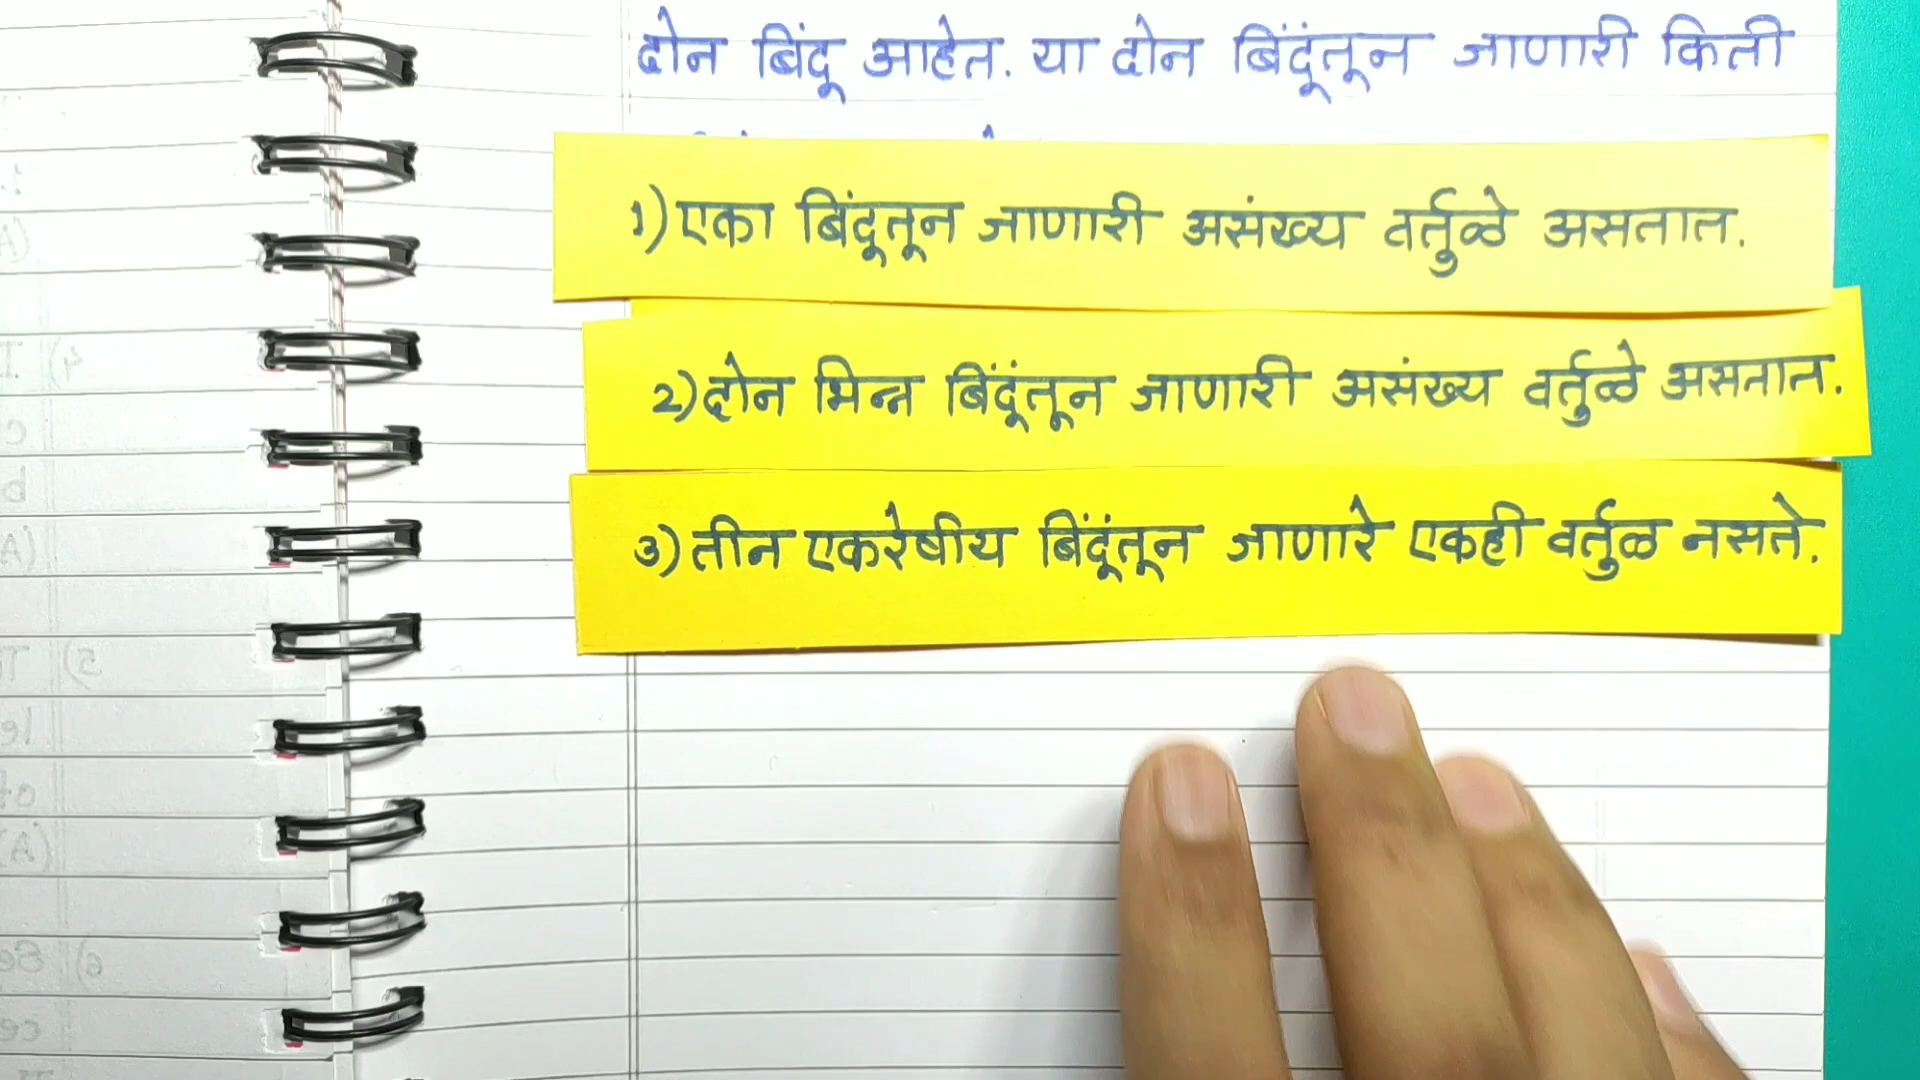 दोन बिंदू आहेत. या दोन बिंदूंतून जाणारी किती
1) एका बिंदूतून जाणारी असंख्य वर्तुळे असतात.
2) दोन भिन्न बिंदूंतून जाणारी असंख्य वर्तुळे असतात.
3) तीन एकरेषीय बिंदूंतून जाणारे एकही वर्तुळ नसते.